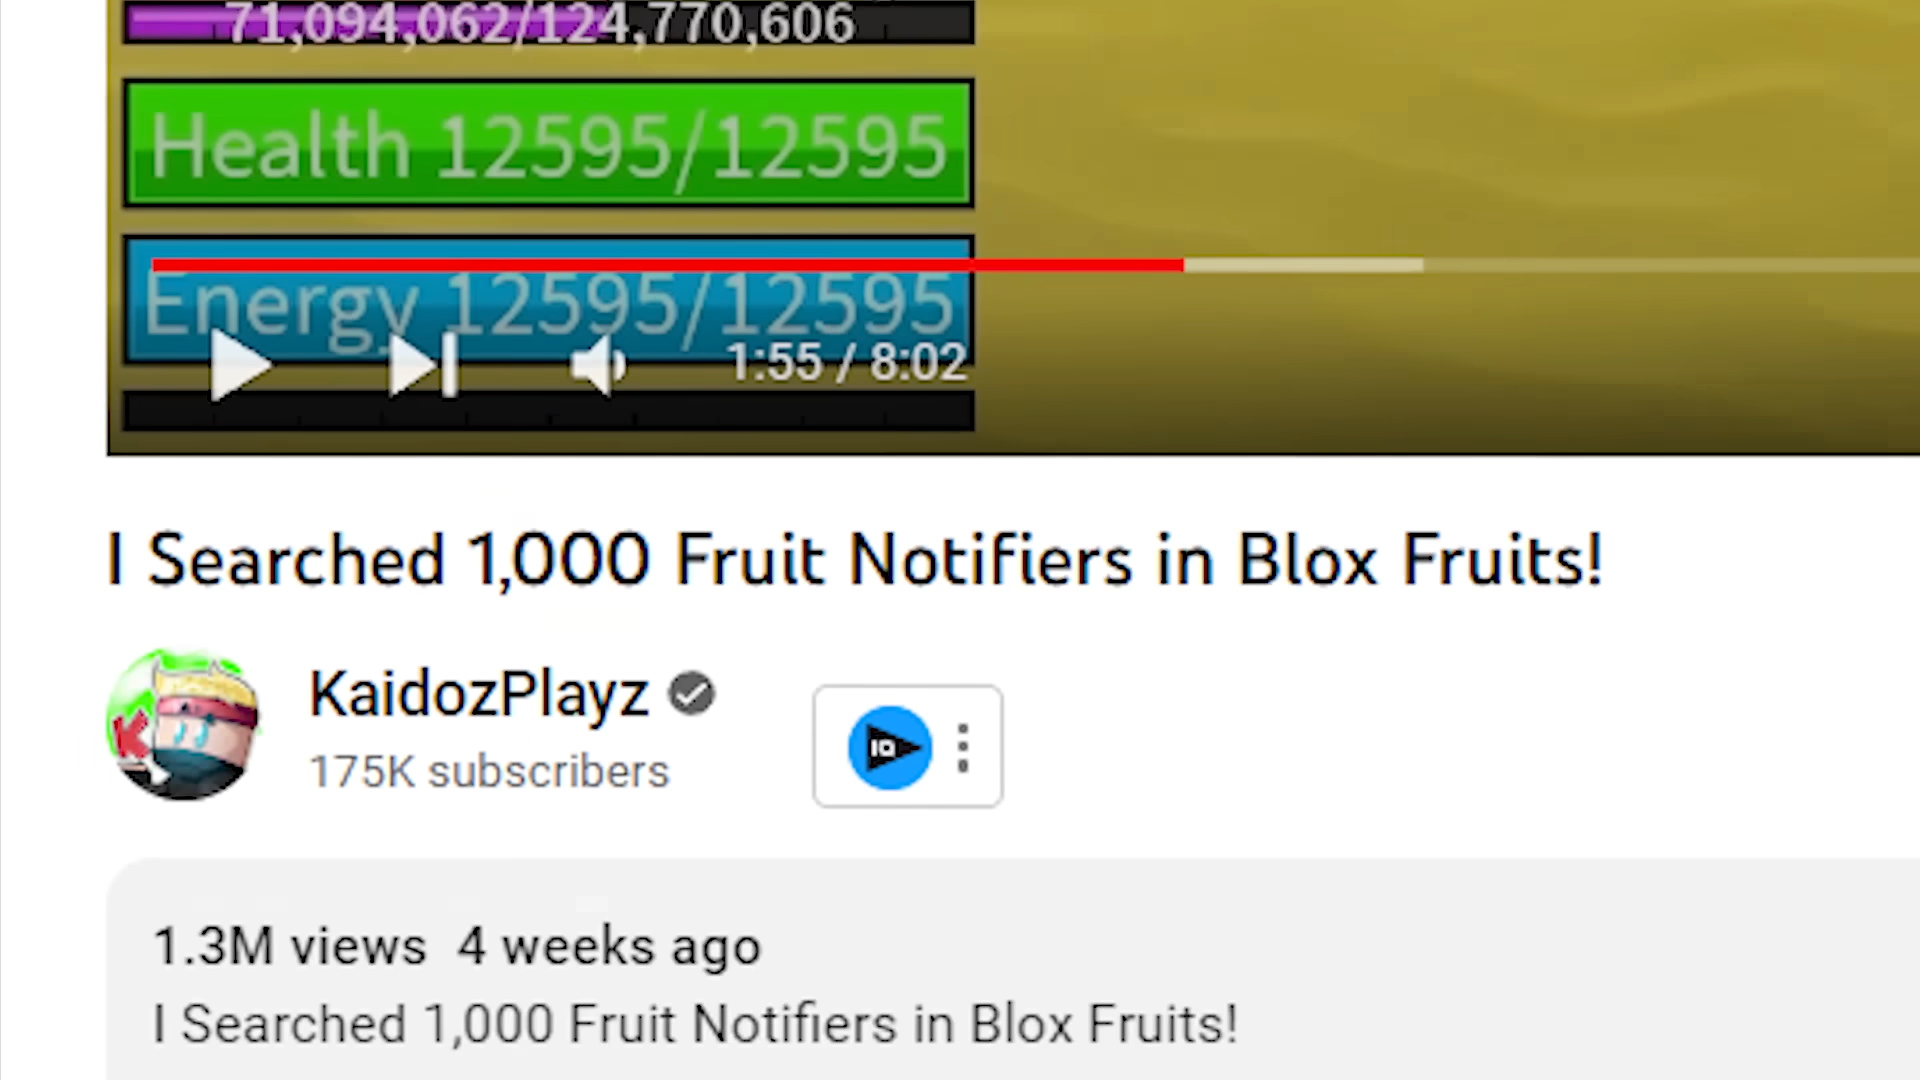 71,094,062/124,770,606
Health 12595/12595
Energy 12595/12595
1:55 / 8:02
I Searched 1,000 Fruit Notifiers in Blox Fruits!
K
KaidozPlayz
175K subscribers
IQ
1.3M views 4 weeks ago
I Searched 1,000 Fruit Notifiers in Blox Fruits!